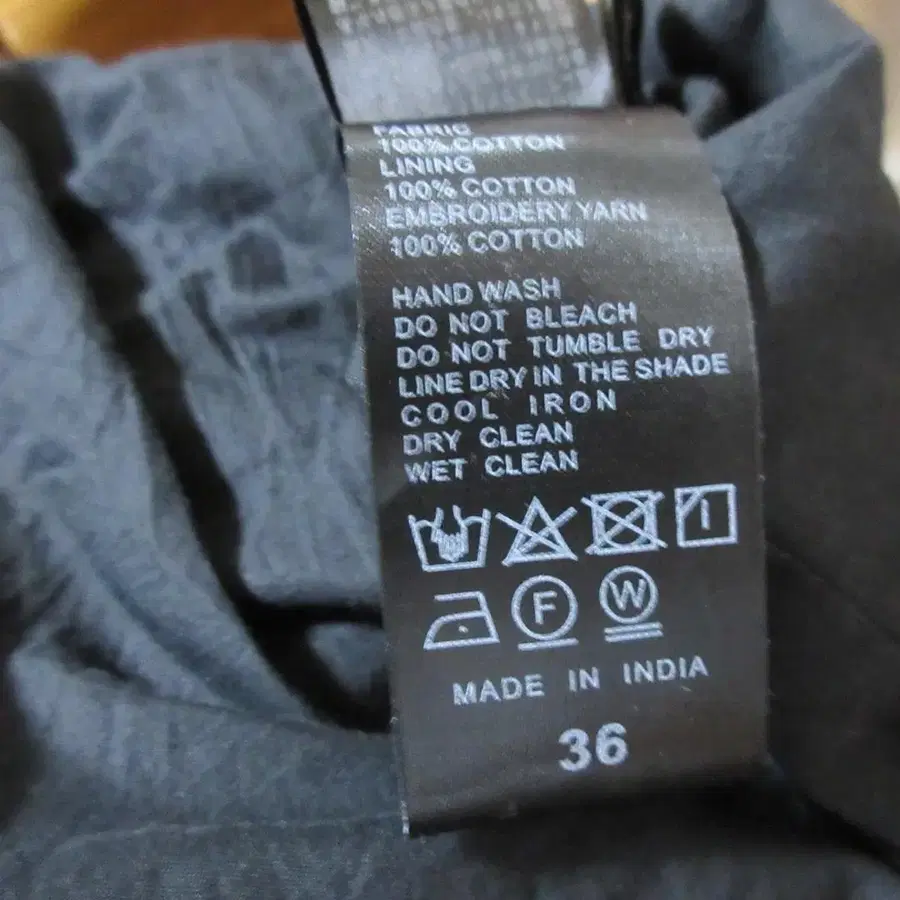 FABRIC
100% COTTON
LINING
100% COTTON
EMBROIDERY YARN
100% COTTON
HAND WASH
DO NOT BLEACH
DO NOT TUMBLE DRY
LINE DRY IN THE SHADE
COOL IRON
DRY CLEAN
WET CLEAN
F W
MADE IN INDIA
36